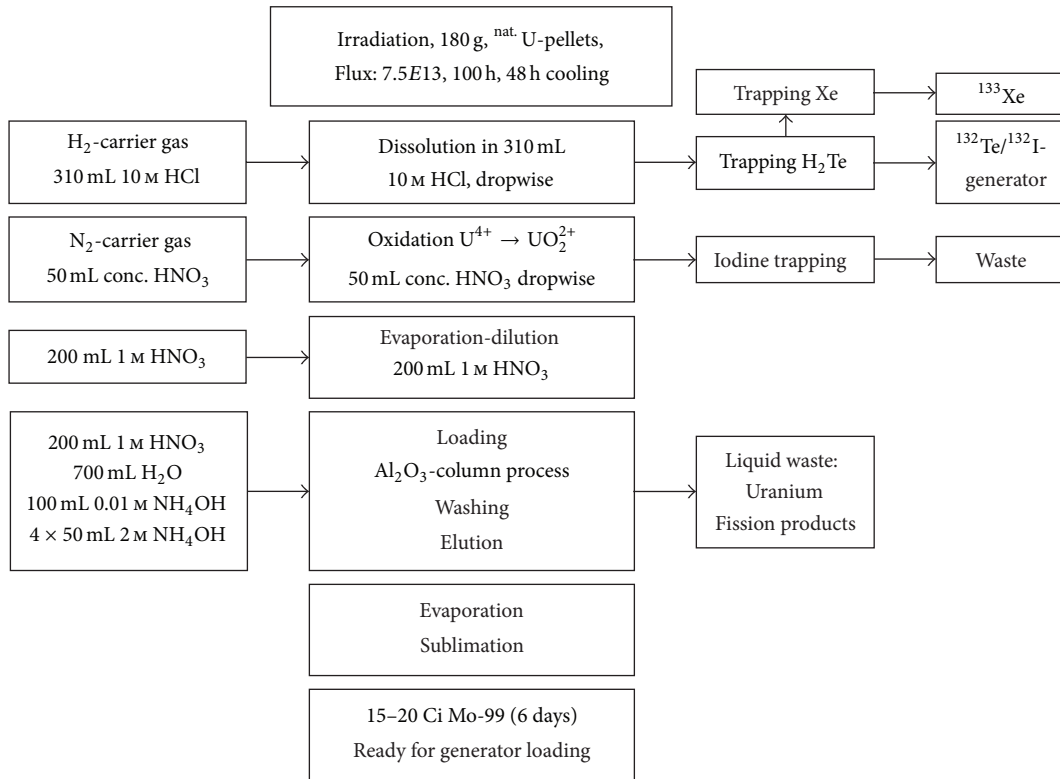 Irradiation, 180 g, ⁿᵃᵗ· U-pellets,
Flux: 7.5E13, 100 h, 48 h cooling
Trapping Xe
¹³³Xe
H₂-carrier gas
310 mL 10 M HCl
Dissolution in 310 mL
10 M HCl, dropwise
Trapping H₂Te
¹³²Te/¹³²I-
generator
N₂-carrier gas
50 mL conc. HNO₃
Oxidation U⁴⁺ → UO₂²⁺
50 mL conc. HNO₃ dropwise
Iodine trapping
Waste
200 mL 1 M HNO₃
Evaporation-dilution
200 mL 1 M HNO₃
200 mL 1 M HNO₃
700 mL H₂O
100 mL 0.01 M NH₄OH
4 × 50 mL 2 M NH₄OH
Loading
Al₂O₃-column process
Washing
Elution
Liquid waste:
Uranium
Fission products
Evaporation
Sublimation
15–20 Ci Mo-99 (6 days)
Ready for generator loading